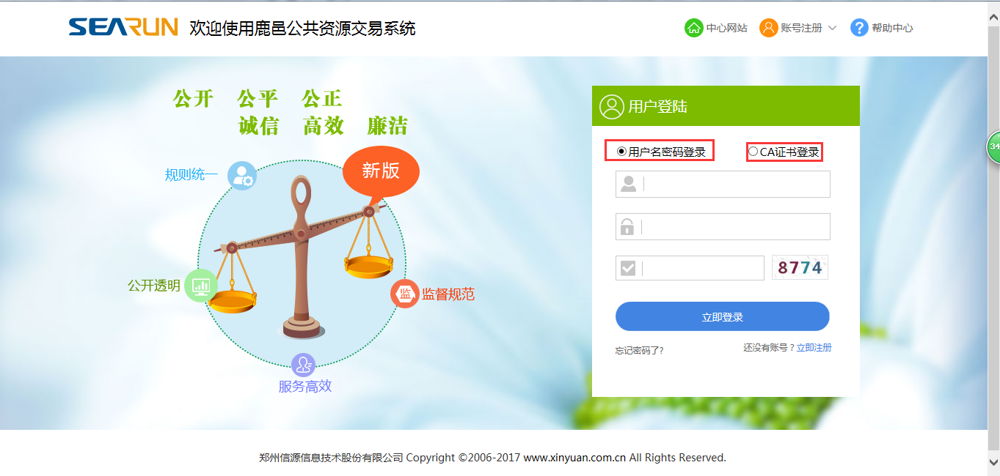 SEARUN 欢迎使用鹿邑公共资源交易系统
中心网站 账号注册 帮助中心
公开 公平 公正
诚信 高效 廉洁
新版
规则统一
公开透明
监 监督规范
服务高效
用户登陆
用户名密码登录 CA证书登录
8774
立即登录
忘记密码了? 还没有账号？立即注册
34
郑州信源信息技术股份有限公司 Copyright ©2006-2017 www.xinyuan.com.cn All Rights Reserved.